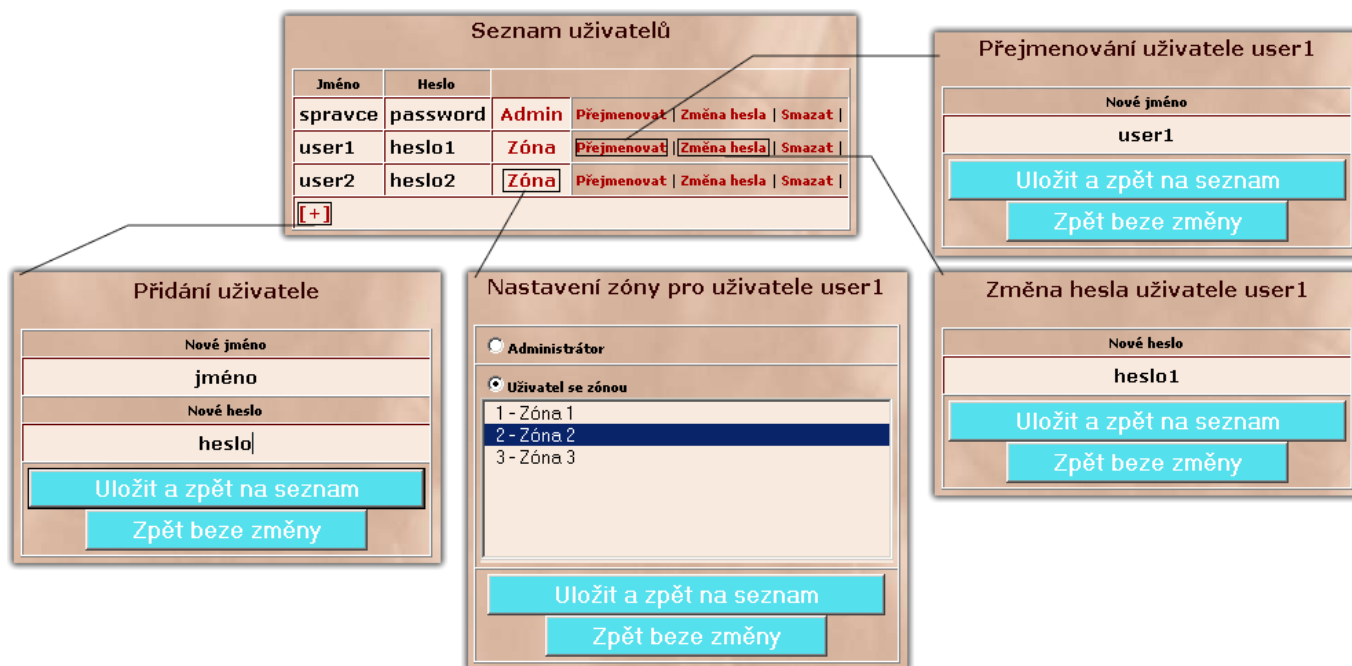 Seznam uživatelů
Jméno Heslo
spravce password Admin Přejmenovat | Změna hesla | Smazat |
user1 heslo1 Zóna Přejmenovat | Změna hesla | Smazat |
user2 heslo2 Zóna Přejmenovat | Změna hesla | Smazat |
[+]
Přejmenování uživatele user1
Nové jméno
user1
Uložit a zpět na seznam
Zpět beze změny
Přidání uživatele
Nové jméno
jméno
Nové heslo
heslo
Uložit a zpět na seznam
Zpět beze změny
Nastavení zóny pro uživatele user1
Administrátor
Uživatel se zónou
1 - Zóna 1
2 - Zóna 2
3 - Zóna 3
Uložit a zpět na seznam
Zpět beze změny
Změna hesla uživatele user1
Nové heslo
heslo1
Uložit a zpět na seznam
Zpět beze změny